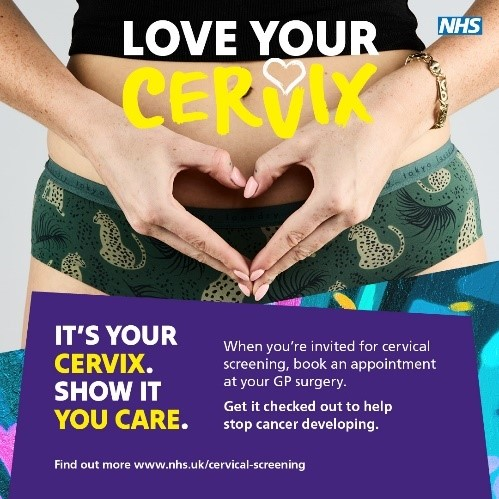 NHS
LOVE YOUR
CERVIX
IT'S YOUR
CERVIX.
SHOW IT
YOU CARE.
When you're invited for cervical
screening, book an appointment
at your GP surgery.
Get it checked out to help
stop cancer developing.
Find out more www.nhs.uk/cervical-screening